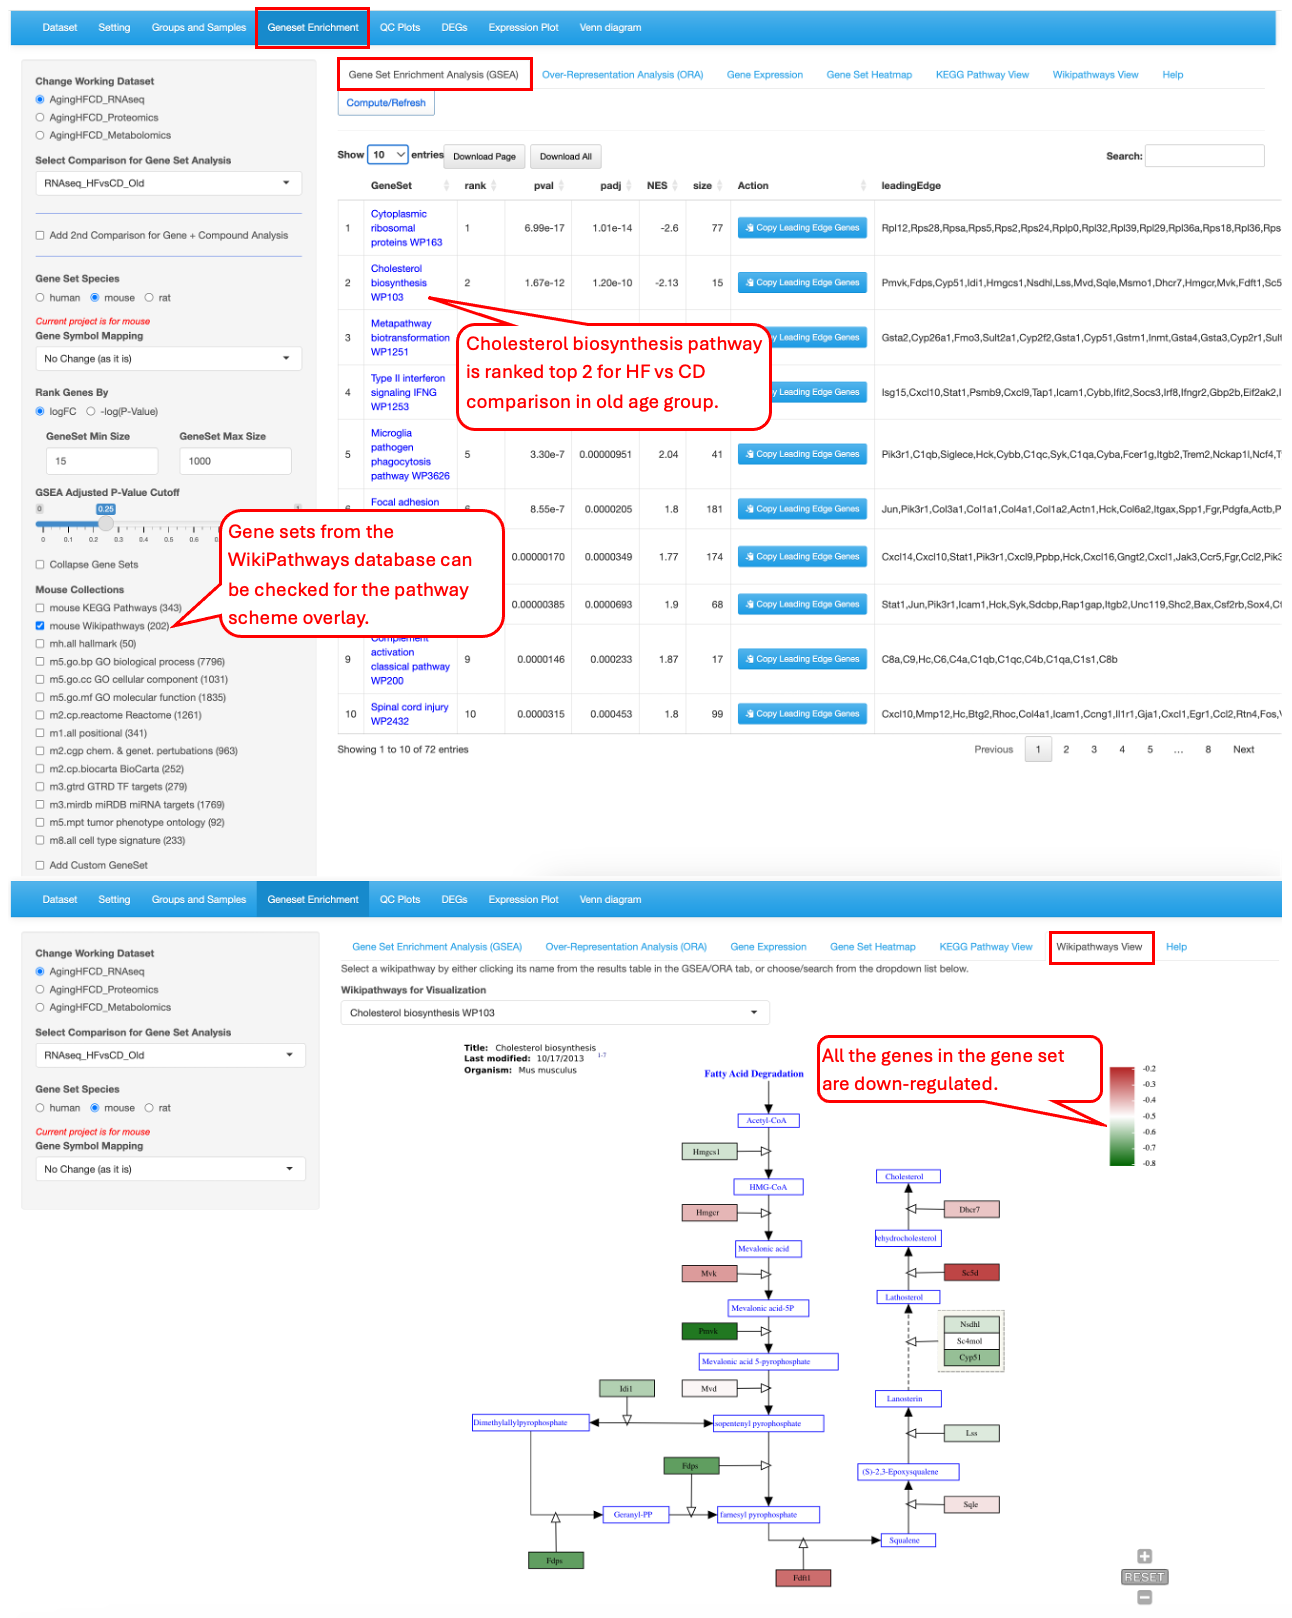 Dataset Setting Groups and Samples Geneset Enrichment QC Plots DEGs Expression Plot Venn diagram
Change Working Dataset
AgingHFCD_RNAseq
AgingHFCD_Proteomics
AgingHFCD_Metabolomics
Select Comparison for Gene Set Analysis
RNAseq_HFvsCD_Old
Add 2nd Comparison for Gene + Compound Analysis
Gene Set Species
human mouse rat
Current project is for mouse
Gene Symbol Mapping
No Change (as it is)
Rank Genes By
logFC -log(P-Value)
GeneSet Min Size GeneSet Max Size
15 1000
GSEA Adjusted P-Value Cutoff
0 0.25 1
0 0.1 0.2 0.3 0.4 0.5 0.6
Collapse Gene Sets
Mouse Collections
mouse KEGG Pathways (343)
mouse Wikipathways (202)
mh.all hallmark (50)
m5.go.bp GO biological process (7796)
m5.go.cc GO cellular component (1031)
m5.go.mf GO molecular function (1835)
m2.cp.reactome Reactome (1261)
m1.all positional (341)
m2.cgp chem. & genet. pertubations (963)
m2.cp.biocarta BioCarta (252)
m3.gtrd GTRD TF targets (279)
m3.mirdb miRDB miRNA targets (1769)
m5.mpt tumor phenotype ontology (92)
m8.all cell type signature (233)
Add Custom GeneSet
Gene Set Enrichment Analysis (GSEA) Over-Representation Analysis (ORA) Gene Expression Gene Set Heatmap KEGG Pathway View Wikipathways View Help
Compute/Refresh
Show 10 entries Download Page Download All Search:
GeneSet rank pval padj NES size Action leadingEdge
1 Cytoplasmic ribosomal proteins WP163 1 6.99e-17 1.01e-14 -2.6 77 Copy Leading Edge Genes Rpl12,Rps28,Rpsa,Rps5,Rps2,Rps24,Rplp0,Rpl32,Rpl39,Rpl29,Rpl36a,Rps18,Rpl36,Rps
2 Cholesterol biosynthesis WP103 2 1.67e-12 1.20e-10 -2.13 15 Copy Leading Edge Genes Pmvk,Fdps,Cyp51,Idi1,Hmgcs1,Nsdhl,Lss,Mvd,Sqle,Msmo1,Dhcr7,Hmgcr,Mvk,Fdft1,Sc5
3 Metapathway biotransformation WP1251 Copy Leading Edge Genes Gsta2,Cyp26a1,Fmo3,Sult2a1,Cyp2f2,Gsta1,Cyp51,Gstm1,Inmt,Gsta4,Gsta3,Cyp2r1,Sult
4 Type II interferon signaling IFNG WP1253 Copy Leading Edge Genes Isg15,Cxcl10,Stat1,Psmb9,Cxcl9,Tap1,Icam1,Cybb,Ifit2,Socs3,Irf8,Ifngr2,Gbp2b,Eif2ak2,I
5 Microglia pathogen phagocytosis pathway WP3626 5 3.30e-7 0.00000951 2.04 41 Copy Leading Edge Genes Pik3r1,C1qb,Siglece,Hck,Cybb,C1qc,Syk,C1qa,Cyba,Fcer1g,Itgb2,Trem2,Nckap1l,Ncf4,T
6 Focal adhesion 6 8.55e-7 0.0000205 1.8 181 Copy Leading Edge Genes Jun,Pik3r1,Col3a1,Col1a1,Col4a1,Col1a2,Actn1,Hck,Col6a2,Itgax,Spp1,Fgr,Pdgfa,Actb,P
0.00000170 0.0000349 1.77 174 Copy Leading Edge Genes Cxcl14,Cxcl10,Stat1,Pik3r1,Cxcl9,Ppbp,Hck,Cxcl16,Gngt2,Cxcl1,Jak3,Ccr5,Fgr,Ccl2,Pik3
0.00000385 0.0000693 1.9 68 Copy Leading Edge Genes Stat1,Jun,Pik3r1,Icam1,Hck,Syk,Sdcbp,Rap1gap,Itgb2,Unc119,Shc2,Bax,Csf2rb,Sox4,Ct
9 Complement activation classical pathway WP200 9 0.0000146 0.000233 1.87 17 Copy Leading Edge Genes C8a,C9,Hc,C6,C4a,C1qb,C1qc,C4b,C1qa,C1s1,C8b
10 Spinal cord injury WP2432 10 0.0000315 0.000453 1.8 99 Copy Leading Edge Genes Cxcl10,Mmp12,Hc,Btg2,Rhoc,Col4a1,Icam1,Ccng1,Il1r1,Gja1,Cxcl1,Egr1,Ccl2,Rtn4,Fos,V
Showing 1 to 10 of 72 entries Previous 1 2 3 4 5 ... 8 Next
Cholesterol biosynthesis pathway
is ranked top 2 for HF vs CD
comparison in old age group.
Gene sets from the
WikiPathways database can
be checked for the pathway
scheme overlay.
Dataset Setting Groups and Samples Geneset Enrichment QC Plots DEGs Expression Plot Venn diagram
Change Working Dataset
AgingHFCD_RNAseq
AgingHFCD_Proteomics
AgingHFCD_Metabolomics
Select Comparison for Gene Set Analysis
RNAseq_HFvsCD_Old
Gene Set Species
human mouse rat
Current project is for mouse
Gene Symbol Mapping
No Change (as it is)
Gene Set Enrichment Analysis (GSEA) Over-Representation Analysis (ORA) Gene Expression Gene Set Heatmap KEGG Pathway View Wikipathways View Help
Select a wikipathway by either clicking its name from the results table in the GSEA/ORA tab, or choose/search from the dropdown list below.
Wikipathways for Visualization
Cholesterol biosynthesis WP103
Title: Cholesterol biosynthesis
Last modified: 10/17/2013 1-7
Organism: Mus musculus
All the genes in the gene set
are down-regulated.
-0.2
-0.3
-0.4
-0.5
-0.6
-0.7
-0.8
Fatty Acid Degradation
Acetyl-CoA
Hmgcs1
HMG-CoA
Hmgcr
Mevalonic acid
Mvk
Mevalonic acid-5P
Pmvk
Mevalonic acid 5-pyrophosphate
Idi1 Mvd
Dimethylallylpyrophosphate sopentenyl pyrophosphate
Fdps
Geranyl-PP farnesyl pyrophosphate
Fdps
Fdft1
Cholesterol
Dhcr7
ehydrocholesterol
Sc5d
Lathosterol
Nsdhl
Sc4mol
Cyp51
Lanosterin
Lss
(S)-2,3-Epoxysqualene
Sqle
Squalene
RESET